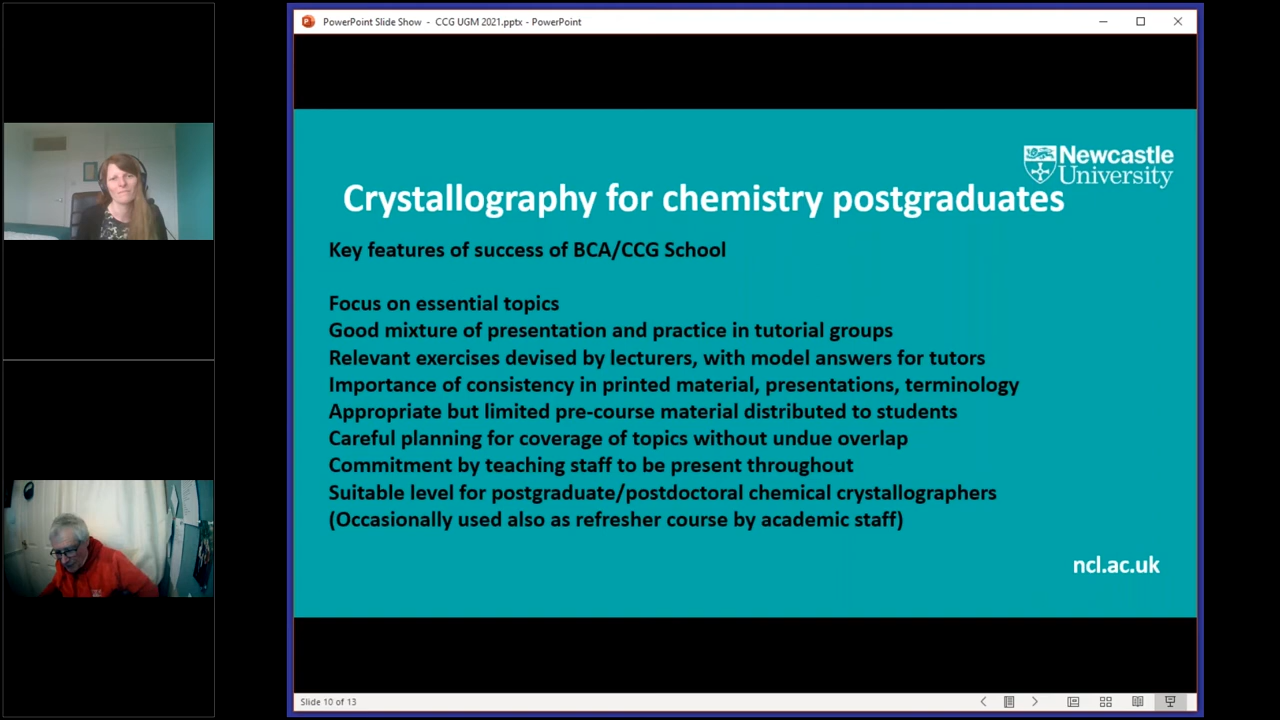 PowerPoint Slide Show - CCG UGM 2021.pptx - PowerPoint
Newcastle
University
Crystallography for chemistry postgraduates
Key features of success of BCA/CCG School
Focus on essential topics
Good mixture of presentation and practice in tutorial groups
Relevant exercises devised by lecturers, with model answers for tutors
Importance of consistency in printed material, presentations, terminology
Appropriate but limited pre-course material distributed to students
Careful planning for coverage of topics without undue overlap
Commitment by teaching staff to be present throughout
Suitable level for postgraduate/postdoctoral chemical crystallographers
(Occasionally used also as refresher course by academic staff)
ncl.ac.uk
Slide 10 of 13